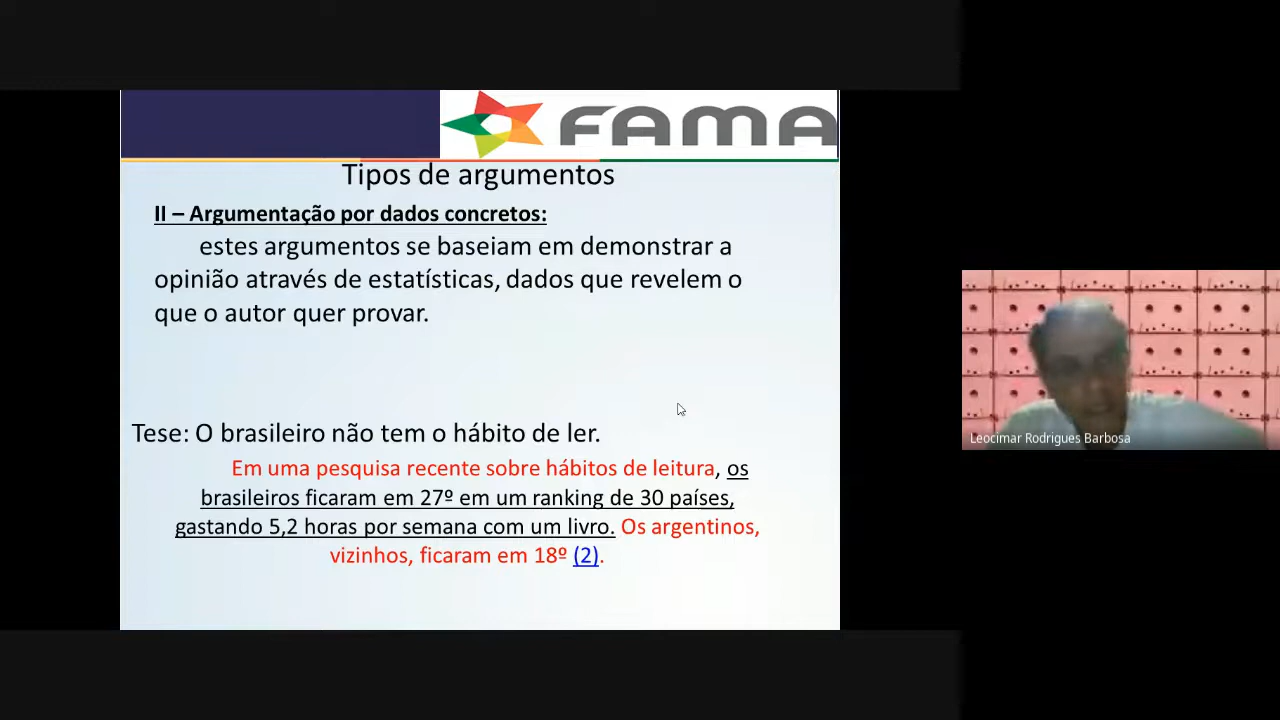 FAMA
Tipos de argumentos
II – Argumentação por dados concretos:
estes argumentos se baseiam em demonstrar a
opinião através de estatísticas, dados que revelem o
que o autor quer provar.
Tese: O brasileiro não tem o hábito de ler.
Em uma pesquisa recente sobre hábitos de leitura, os
brasileiros ficaram em 27º em um ranking de 30 países,
gastando 5,2 horas por semana com um livro. Os argentinos,
vizinhos, ficaram em 18º (2).
Leocimar Rodrigues Barbosa